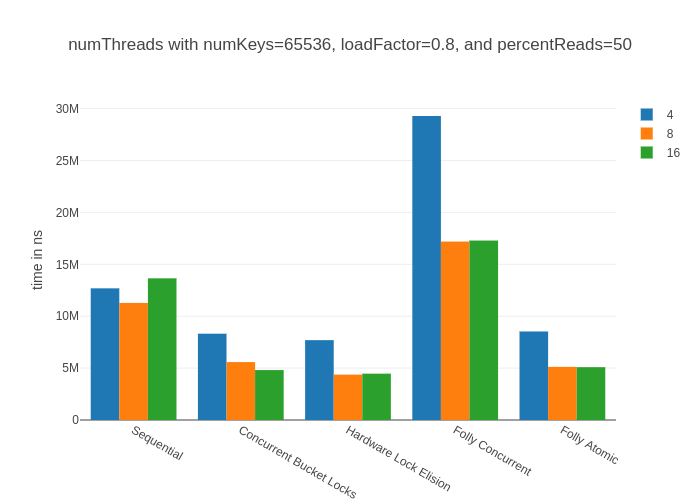 numThreads with numKeys=65536, loadFactor=0.8, and percentReads=50
30M
25M
20M
15M
10M
5M
0
time in ns
4
8
16
Sequential
Concurrent Bucket Locks
Hardware Lock Elision
Folly Concurrent
Folly Atomic